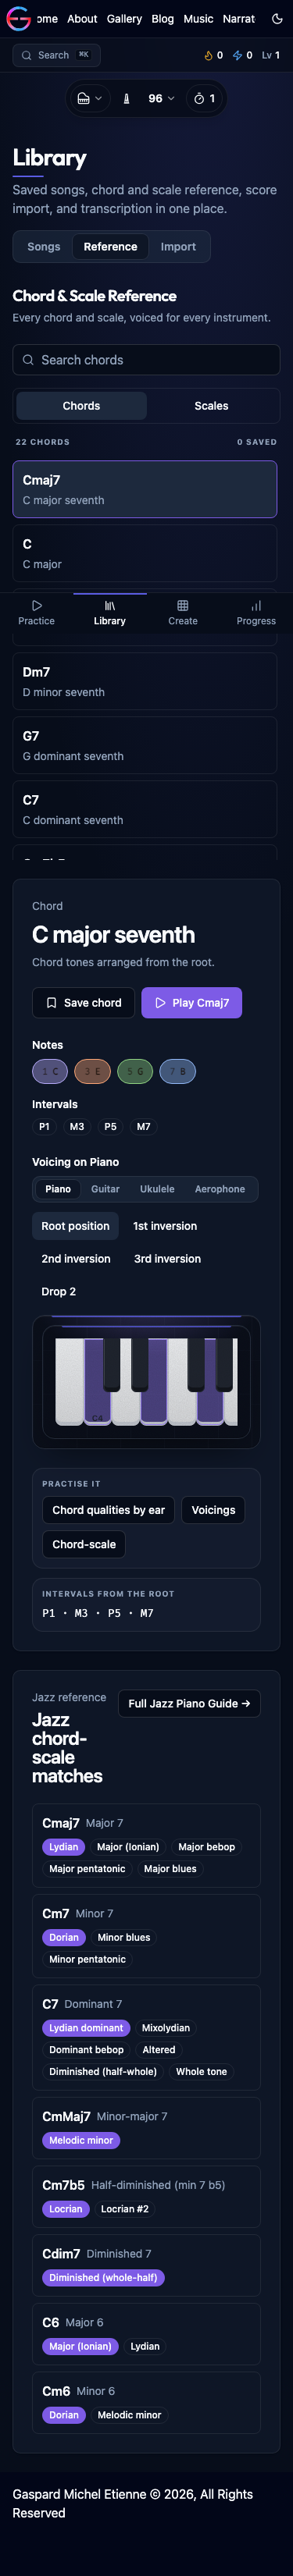 ome About Gallery Blog Music Narrat
Search ⌘K 0 0 Lv 1
96 1
Library
Saved songs, chord and scale reference, score
import, and transcription in one place.
Songs Reference Import
Chord & Scale Reference
Every chord and scale, voiced for every instrument.
Search chords
Chords Scales
22 CHORDS 0 SAVED
Cmaj7
C major seventh
C
C major
Practice Library Create Progress
Dm7
D minor seventh
G7
G dominant seventh
C7
C dominant seventh
Chord
C major seventh
Chord tones arranged from the root.
Save chord Play Cmaj7
Notes
1 C 3 E 5 G 7 B
Intervals
P1 M3 P5 M7
Voicing on Piano
Piano Guitar Ukulele Aerophone
Root position 1st inversion
2nd inversion 3rd inversion
Drop 2
C4
PRACTISE IT
Chord qualities by ear Voicings
Chord-scale
INTERVALS FROM THE ROOT
P1 · M3 · P5 · M7
Jazz reference Full Jazz Piano Guide →
Jazz
chord-
scale
matches
Cmaj7 Major 7
Lydian Major (Ionian) Major bebop
Major pentatonic Major blues
Cm7 Minor 7
Dorian Minor blues
Minor pentatonic
C7 Dominant 7
Lydian dominant Mixolydian
Dominant bebop Altered
Diminished (half-whole) Whole tone
CmMaj7 Minor-major 7
Melodic minor
Cm7b5 Half-diminished (min 7 b5)
Locrian Locrian #2
Cdim7 Diminished 7
Diminished (whole-half)
C6 Major 6
Major (Ionian) Lydian
Cm6 Minor 6
Dorian Melodic minor
Gaspard Michel Etienne © 2026, All Rights
Reserved